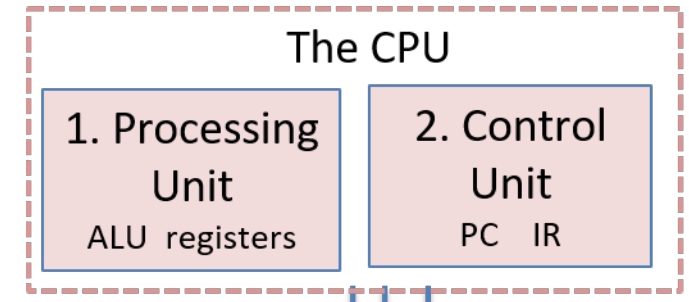 The CPU
1. Processing
Unit
ALU registers
2. Control
Unit
PC IR